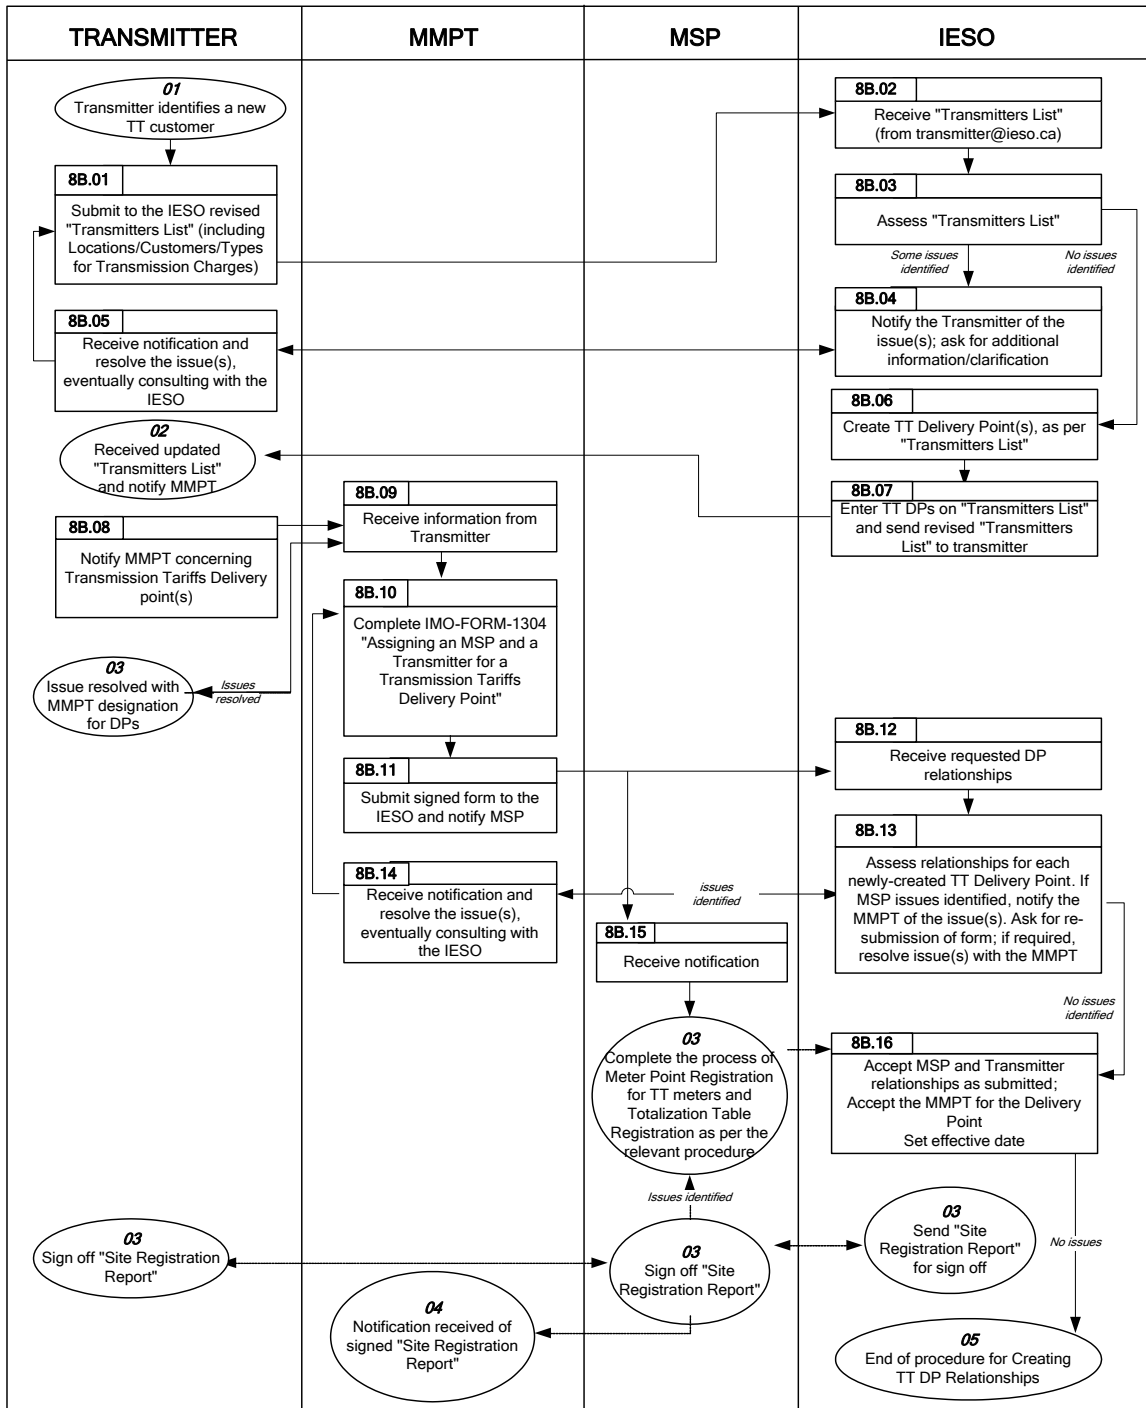 TRANSMITTER
MMPT
MSP
IESO
01
Transmitter identifies a new
TT customer
8B.01
Submit to the IESO revised
"Transmitters List" (including
Locations/Customers/Types
for Transmission Charges)
8B.02
Receive "Transmitters List"
(from transmitter@ieso.ca)
8B.03
Assess "Transmitters List"
Some issues
identified
No issues
identified
8B.04
Notify the Transmitter of the
issue(s); ask for additional
information/clarification
8B.05
Receive notification and
resolve the issue(s),
eventually consulting with the
IESO
8B.06
Create TT Delivery Point(s), as per
"Transmitters List"
02
Received updated
"Transmitters List"
and notify MMPT
8B.07
Enter TT DPs on "Transmitters List"
and send revised "Transmitters
List" to transmitter
8B.08
Notify MMPT concerning
Transmission Tariffs Delivery
point(s)
8B.09
Receive information from
Transmitter
8B.10
Complete IMO-FORM-1304
"Assigning an MSP and a
Transmitter for a
Transmission Tariffs
Delivery Point"
03
Issue resolved with
MMPT designation
for DPs
Issues
resolved
8B.11
Submit signed form to the
IESO and notify MSP
8B.12
Receive requested DP
relationships
8B.13
Assess relationships for each
newly-created TT Delivery Point. If
MSP issues identified, notify the
MMPT of the issue(s). Ask for re-
submission of form; if required,
resolve issue(s) with the MMPT
8B.14
Receive notification and
resolve the issue(s),
eventually consulting with
the IESO
issues
identified
8B.15
Receive notification
No issues
identified
03
Complete the process of
Meter Point Registration
for TT meters and
Totalization Table
Registration as per the
relevant procedure
8B.16
Accept MSP and Transmitter
relationships as submitted;
Accept the MMPT for the Delivery
Point
Set effective date
Issues identified
03
Sign off "Site Registration
Report"
03
Sign off "Site
Registration Report"
03
Send "Site
Registration Report"
for sign off
No issues
04
Notification received of
signed "Site Registration
Report"
05
End of procedure for Creating
TT DP Relationships